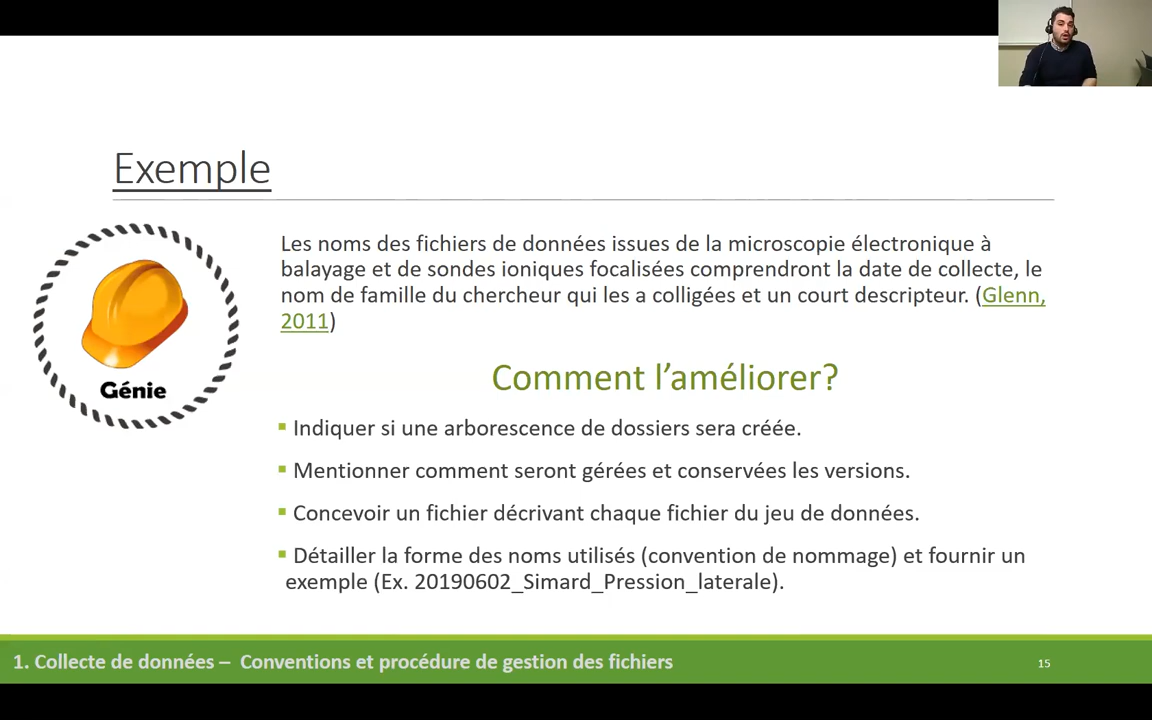 Exemple
Les noms des fichiers de données issues de la microscopie électronique à
balayage et de sondes ioniques focalisées comprendront la date de collecte, le
nom de famille du chercheur qui les a colligées et un court descripteur. (Glenn,
2011)
Génie
Comment l’améliorer?
Indiquer si une arborescence de dossiers sera créée.
Mentionner comment seront gérées et conservées les versions.
Concevoir un fichier décrivant chaque fichier du jeu de données.
Détailler la forme des noms utilisés (convention de nommage) et fournir un
exemple (Ex. 20190602_Simard_Pression_laterale).
1. Collecte de données – Conventions et procédure de gestion des fichiers
15